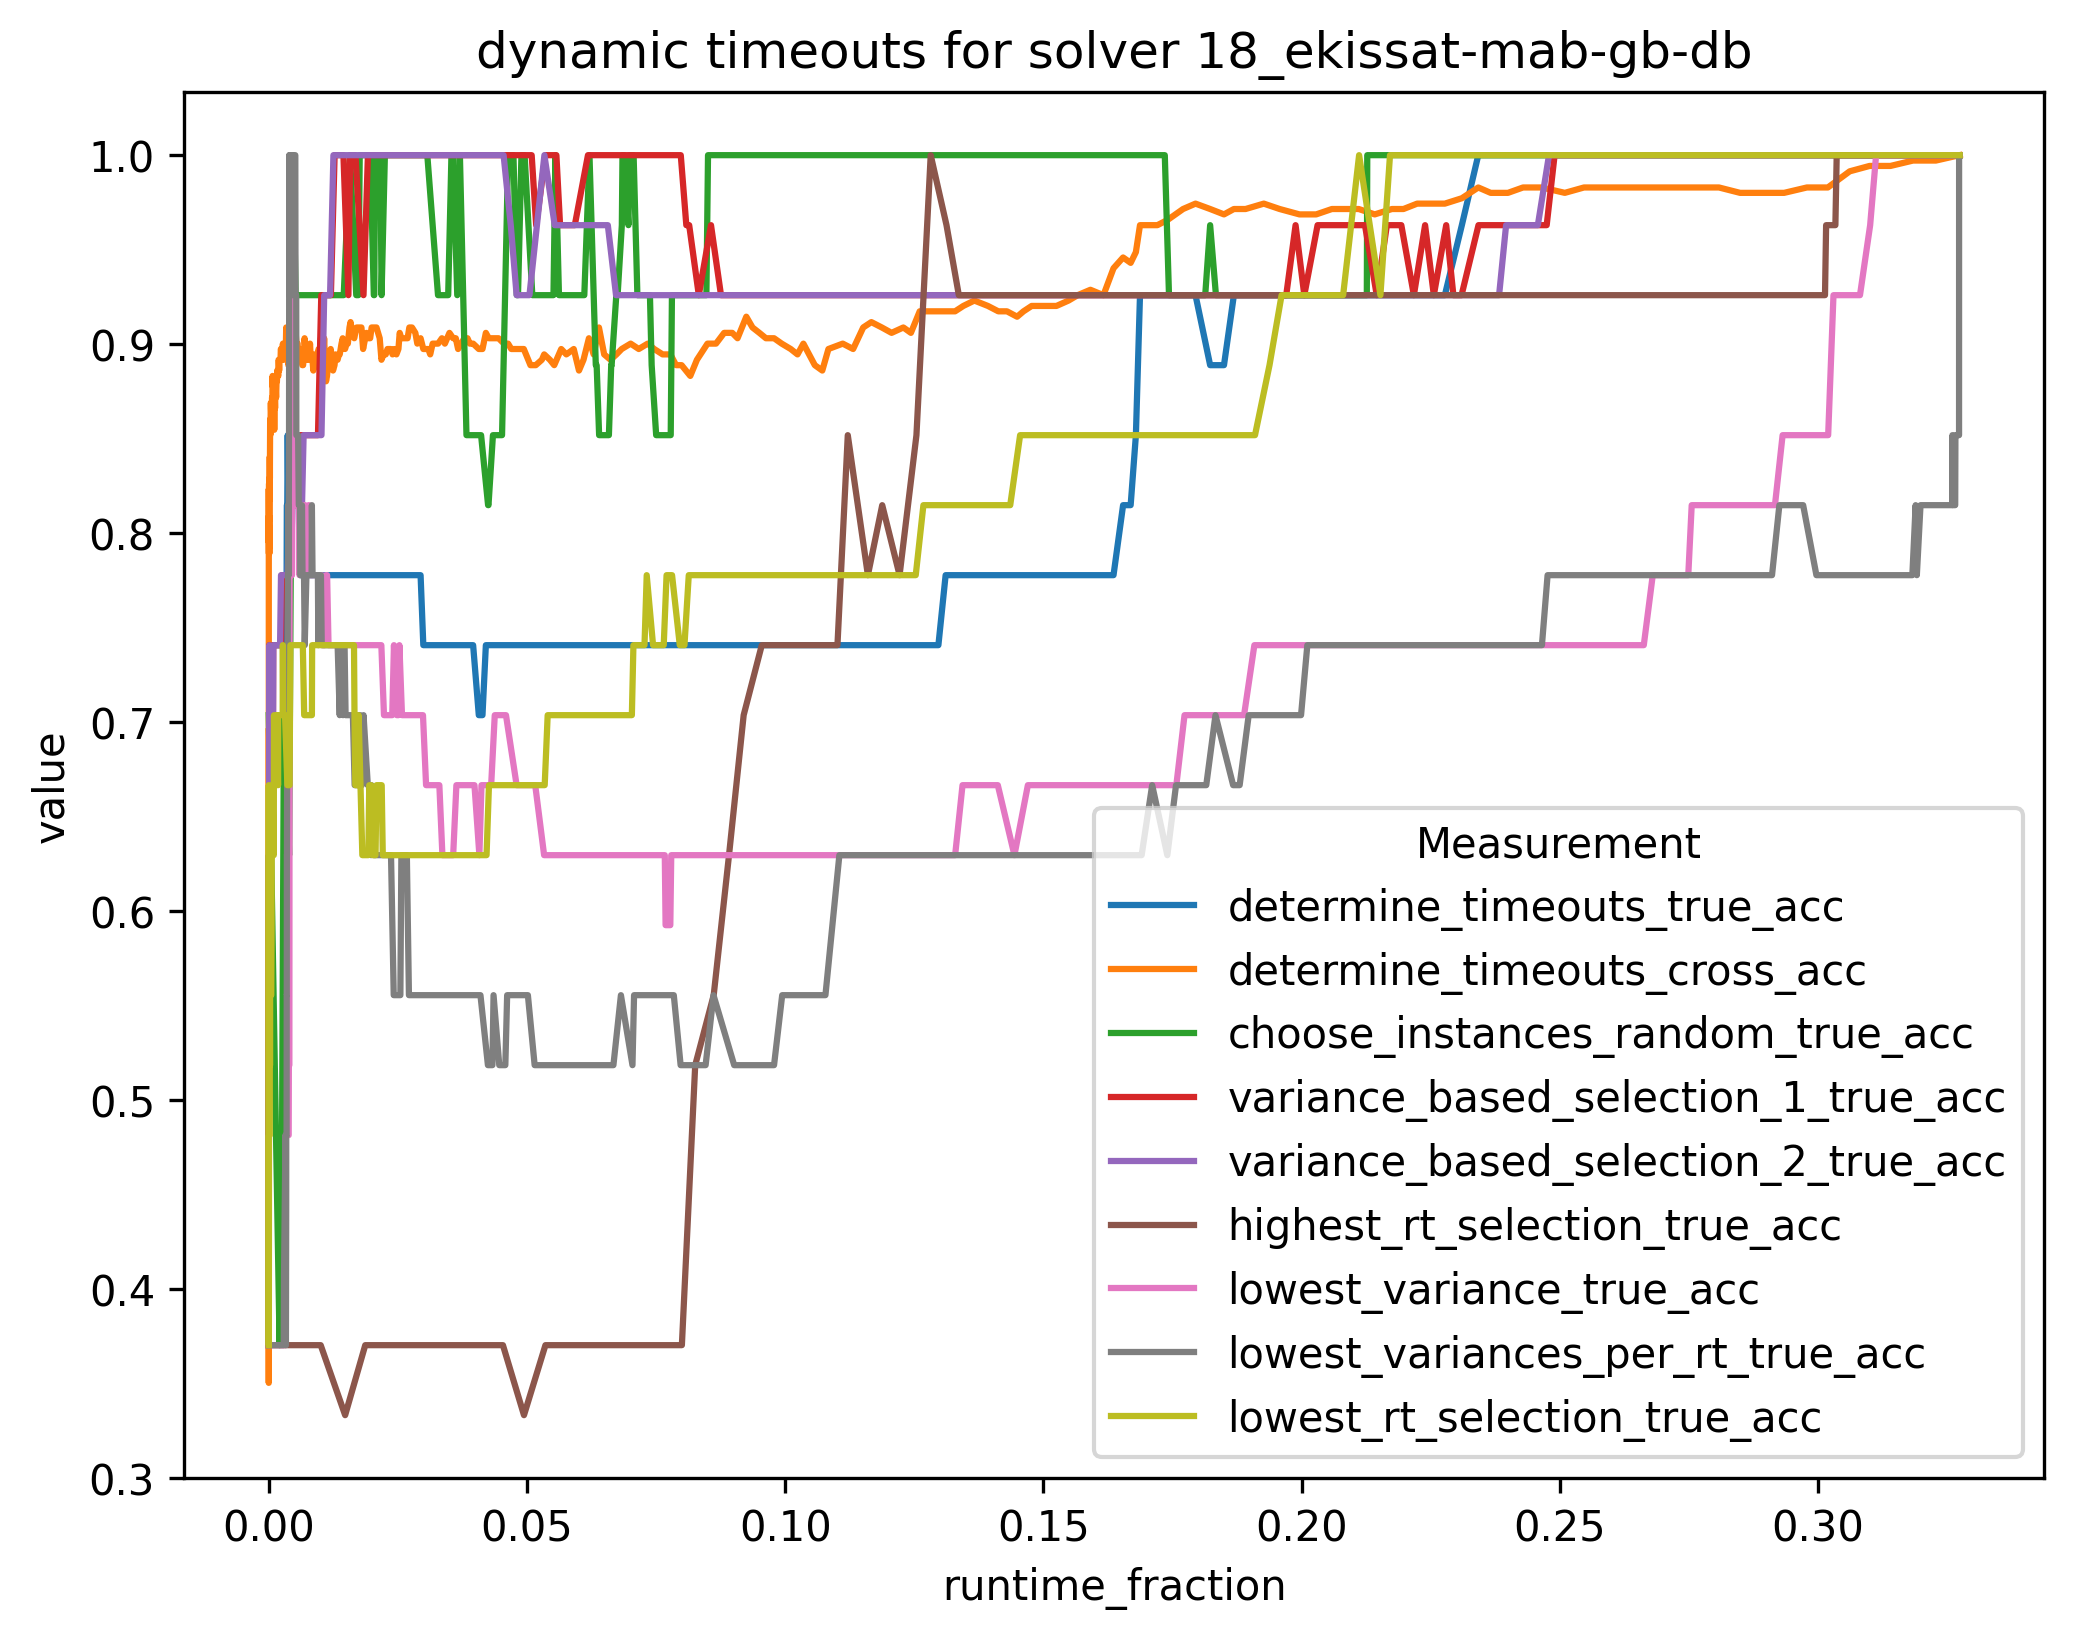 dynamic timeouts for solver 18_ekissat-mab-gb-db
1.0
0.9
0.8
0.7
0.6
0.5
0.4
0.3
value
Measurement
determine_timeouts_true_acc
determine_timeouts_cross_acc
choose_instances_random_true_acc
variance_based_selection_1_true_acc
variance_based_selection_2_true_acc
highest_rt_selection_true_acc
lowest_variance_true_acc
lowest_variances_per_rt_true_acc
lowest_rt_selection_true_acc
0.00 0.05 0.10 0.15 0.20 0.25 0.30
runtime_fraction